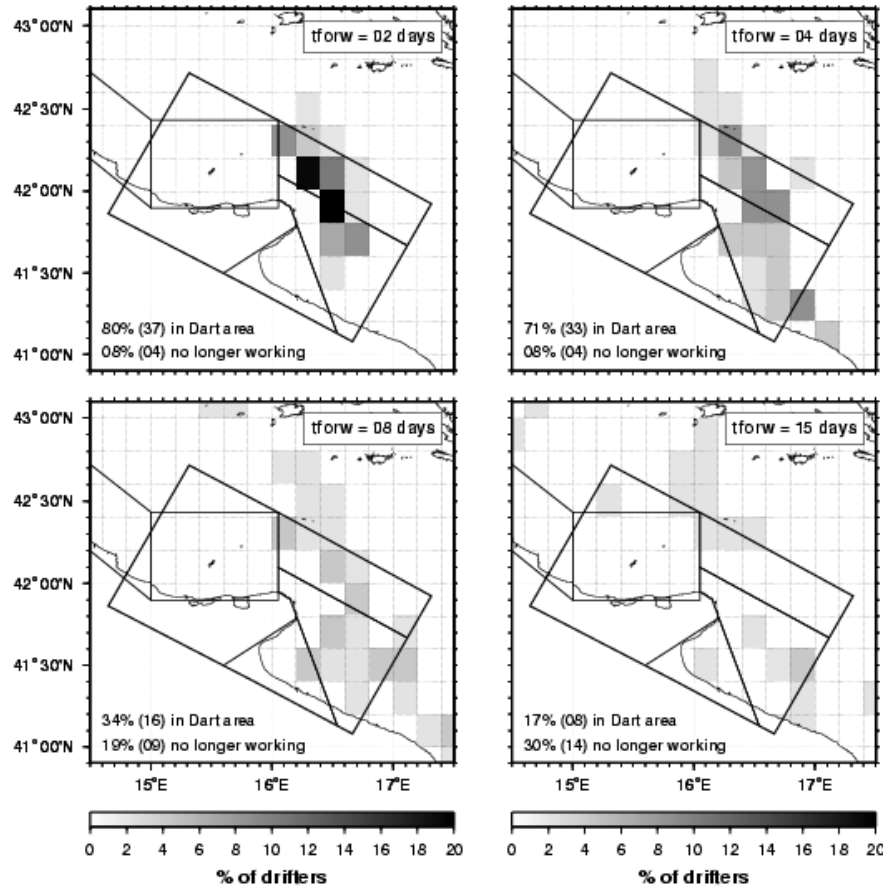 43°00'N
tforw = 02 days
tforw = 04 days
42°30'N
42°00'N
41°30'N
80% (37) in Dart area
71% (33) in Dart area
08% (04) no longer working
08% (04) no longer working
41°00'N
43°00'N
tforw = 08 days
tforw = 15 days
42°30'N
42°00'N
41°30'N
34% (16) in Dart area
17% (08) in Dart area
19% (09) no longer working
30% (14) no longer working
41°00'N
15°E 16°E 17°E
15°E 16°E 17°E
0 2 4 6 8 10 12 14 16 18 20
0 2 4 6 8 10 12 14 16 18 20
% of drifters
% of drifters